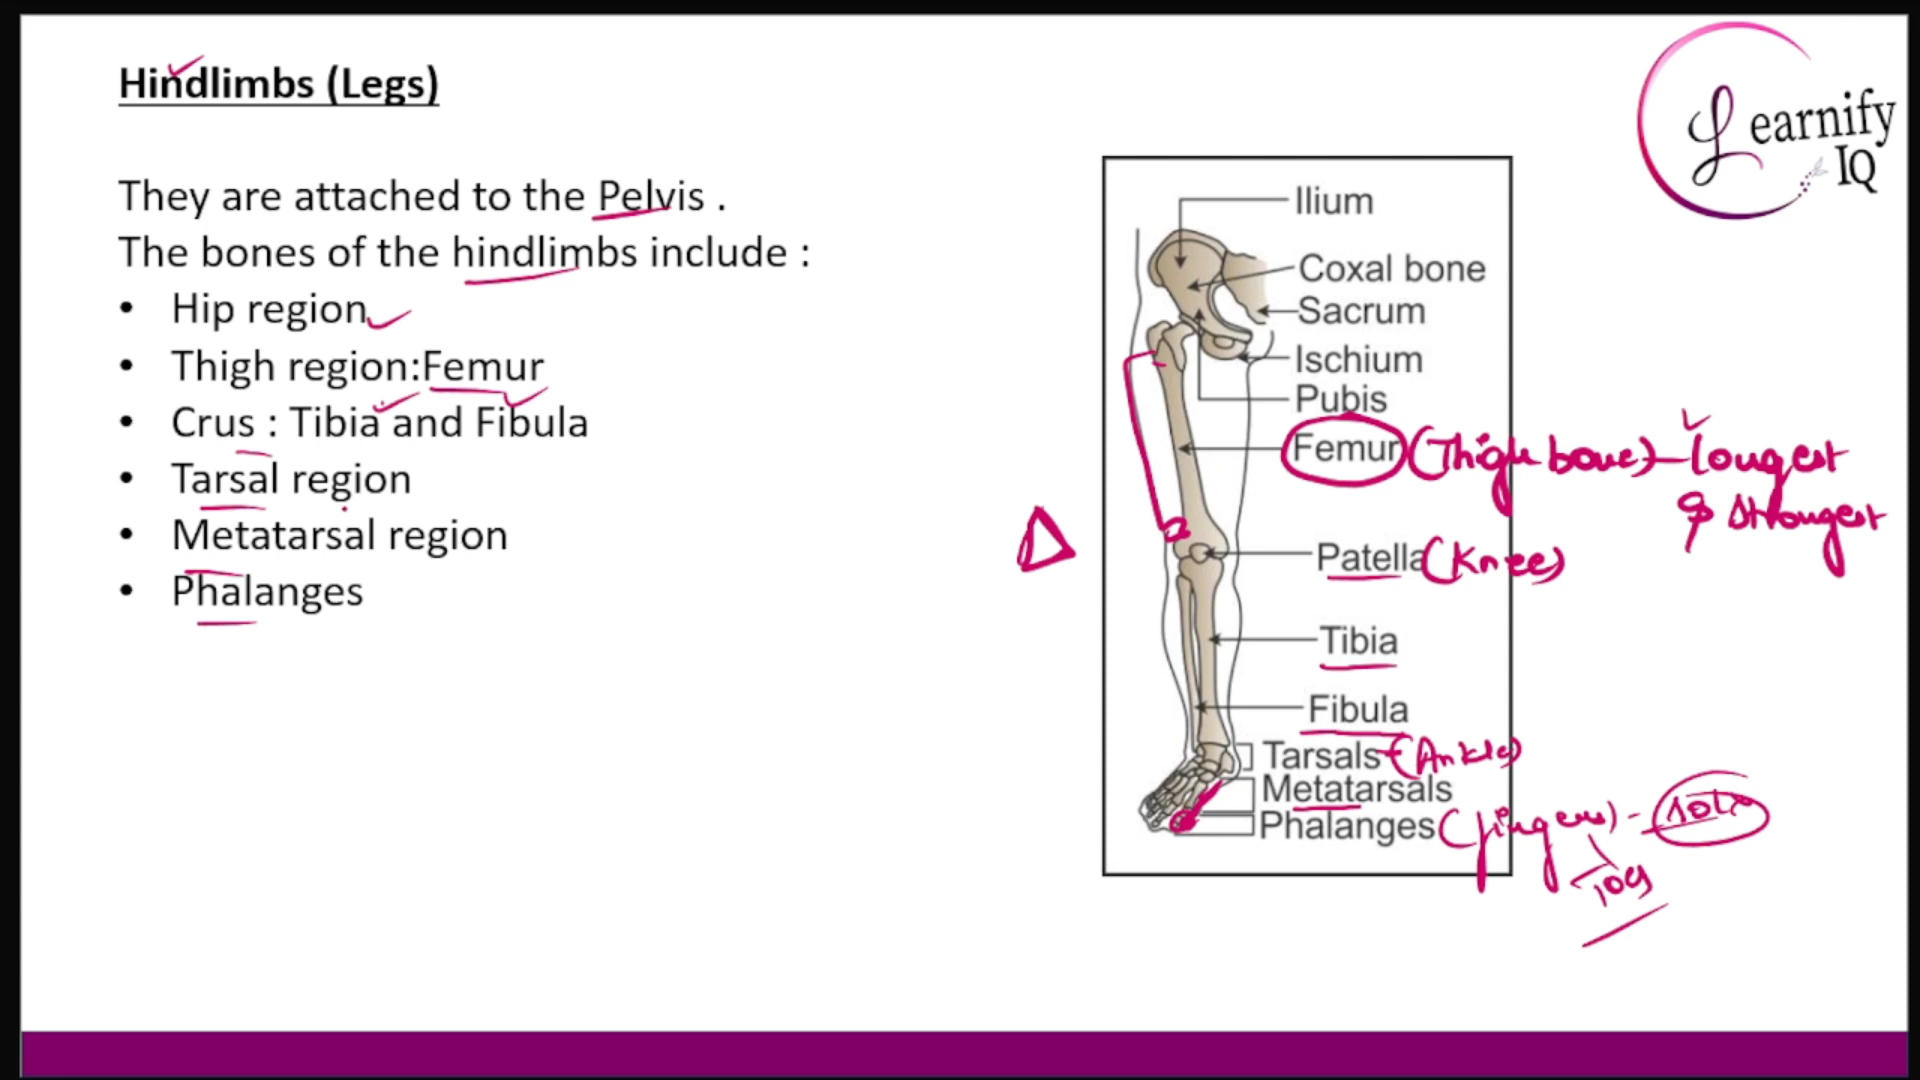 Hindlimbs (Legs)
They are attached to the Pelvis .
The bones of the hindlimbs include :
• Hip region
• Thigh region:Femur
• Crus : Tibia and Fibula
• Tarsal region
• Metatarsal region
• Phalanges
Learnify
IQ
Ilium
Coxal bone
Sacrum
Ischium
Pubis
Femur (Thigh bone) - longest
& strongest
Patella (Knee)
Tibia
Fibula
Tarsals - (Ankle)
Metatarsals
Phalanges (fingers) -